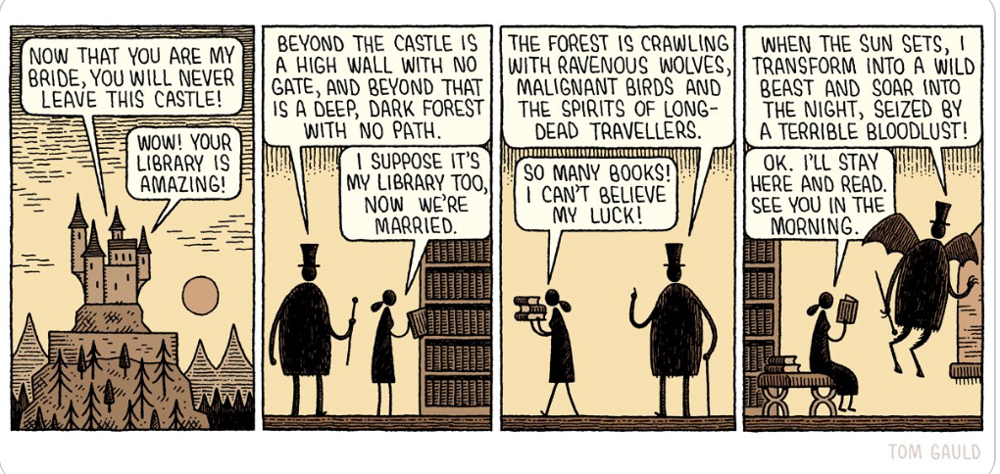 NOW THAT YOU ARE MY
BRIDE, YOU WILL NEVER
LEAVE THIS CASTLE!
WOW! YOUR
LIBRARY IS
AMAZING!
BEYOND THE CASTLE IS
A HIGH WALL WITH NO
GATE, AND BEYOND THAT
IS A DEEP, DARK FOREST
WITH NO PATH.
I SUPPOSE IT'S
MY LIBRARY TOO,
NOW WE'RE
MARRIED.
THE FOREST IS CRAWLING
WITH RAVENOUS WOLVES,
MALIGNANT BIRDS AND
THE SPIRITS OF LONG-
DEAD TRAVELLERS.
SO MANY BOOKS!
I CAN'T BELIEVE
MY LUCK!
WHEN THE SUN SETS, I
TRANSFORM INTO A WILD
BEAST AND SOAR INTO
THE NIGHT, SEIZED BY
A TERRIBLE BLOODLUST!
OK. I'LL STAY
HERE AND READ.
SEE YOU IN THE
MORNING.
TOM GAULD